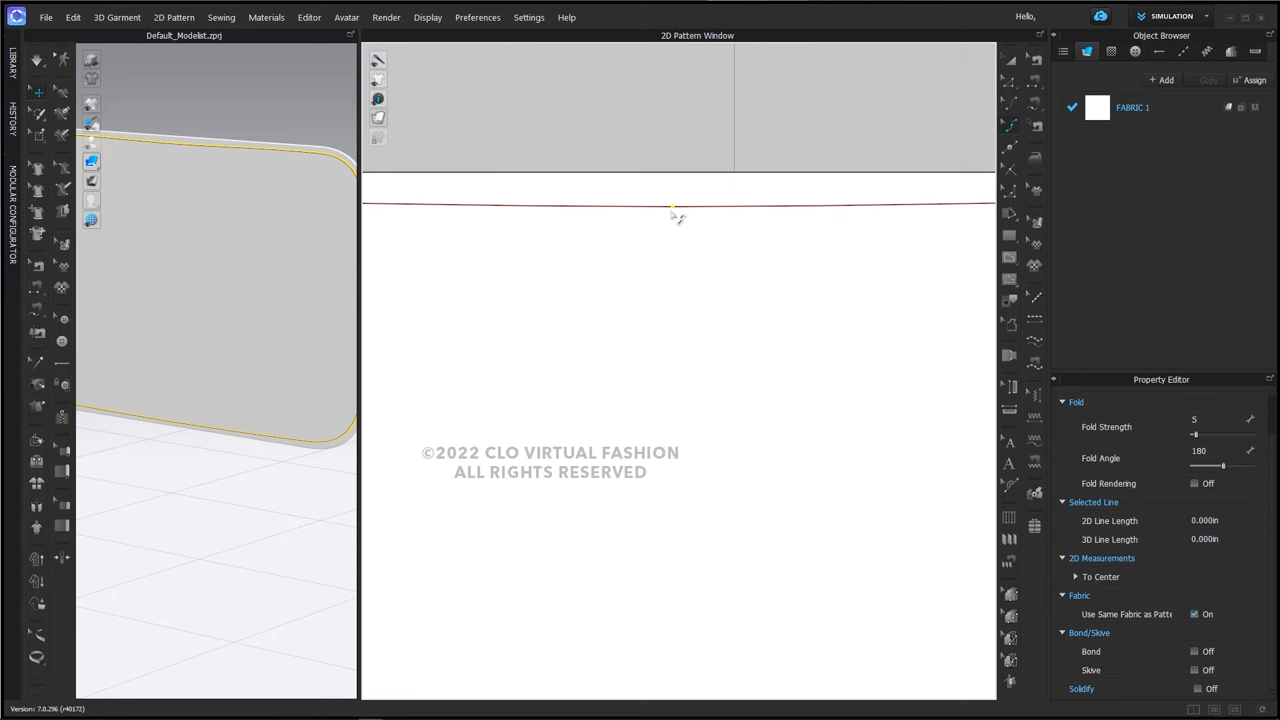 File Edit 3D Garment 2D Pattern Sewing Materials Editor Avatar Render Display Preferences Settings Help Hello, SIMULATION
Default_Modelist.zprj 2D Pattern Window Object Browser
LIBRARY
HISTORY
MODULAR CONFIGURATOR
+ Add Copy Assign
FABRIC 1
©2022 CLO VIRTUAL FASHION
ALL RIGHTS RESERVED
Property Editor
Fold
Fold Strength 5
Fold Angle 180
Fold Rendering Off
Selected Line
2D Line Length 0.000in
3D Line Length 0.000in
2D Measurements
To Center
Fabric
Use Same Fabric as Patte On
Bond/Skive
Bond Off
Skive Off
Solidify Off
Version: 7.0.296 (r40172)
3D 2D